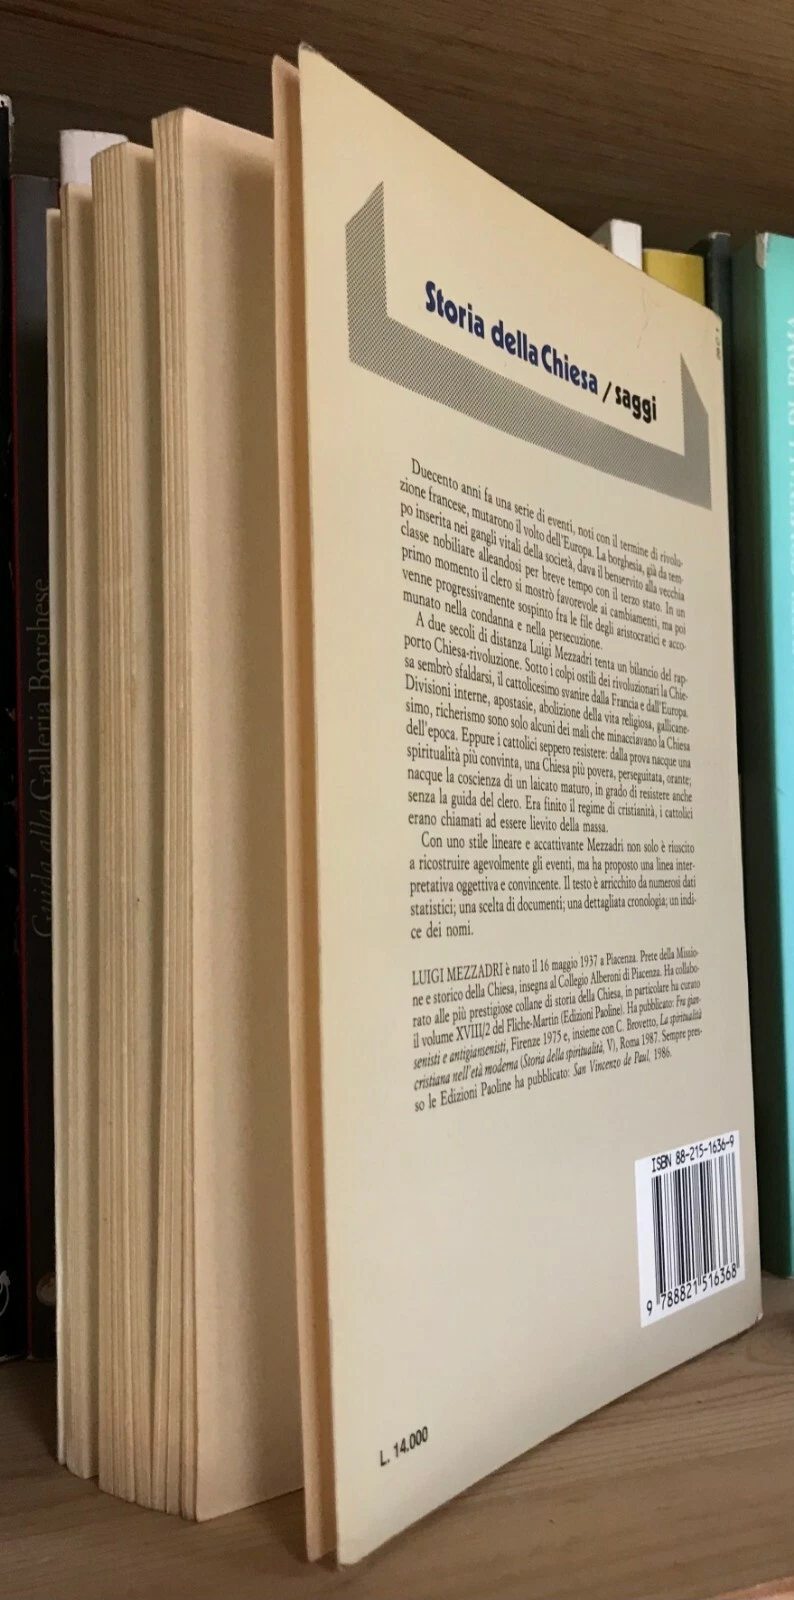 Storia della Chiesa / saggi
Duecento anni fa una serie di eventi, noti con il termine di rivolu-
zione francese, mutarono il volto dell'Europa. La borghesia, già da tem-
po inserita nei gangli vitali della società, dava il benservito alla vecchia
classe nobiliare alleandosi per breve tempo con il terzo stato. In un
primo momento il clero si mostrò favorevole ai cambiamenti, ma poi
venne progressivamente sospinto fra le file degli aristocratici e acco-
munato nella condanna e nella persecuzione.
A due secoli di distanza Luigi Mezzadri tenta un bilancio del rap-
porto Chiesa-rivoluzione. Sotto i colpi ostili dei rivoluzionari la Chie-
sa sembrò sfaldarsi, il cattolicesimo svanire dalla Francia e dall'Europa.
Divisioni interne, apostasie, abolizione della vita religiosa, gallicane-
simo, richerismo sono solo alcuni dei mali che minacciavano la Chiesa
dell'epoca. Eppure i cattolici seppero resistere: dalla prova nacque una
spiritualità più convinta, una Chiesa più povera, perseguitata, orante;
nacque la coscienza di un laicato maturo, in grado di resistere anche
senza la guida del clero. Era finito il regime di cristianità, i cattolici
erano chiamati ad essere lievito della massa.
Con uno stile lineare e accattivante Mezzadri non solo è riuscito
a ricostruire agevolmente gli eventi, ma ha proposto una linea inter-
pretativa oggettiva e convincente. Il testo è arricchito da numerosi dati
statistici; una scelta di documenti; una dettagliata cronologia; un indi-
ce dei nomi.
LUIGI MEZZADRI è nato il 16 maggio 1937 a Piacenza. Prete della Missio-
ne e storico della Chiesa, insegna al Collegio Alberoni di Piacenza. Ha collabo-
rato alle più prestigiose collane di storia della Chiesa, in particolare ha curato
il volume XVIII/2 del Fliche-Martin (Edizioni Paoline). Ha pubblicato: Fra gian-
senisti e antigiansenisti, Firenze 1975 e, insieme con C. Brovetto, La spiritualità
cristiana nell'età moderna (Storia della spiritualità, V), Roma 1987. Sempre pres-
so le Edizioni Paoline ha pubblicato: San Vincenzo de Paul, 1986.
ISBN 88-215-1636-9
9 788821 516368
L. 14.000
Guida alla Galleria Borghese